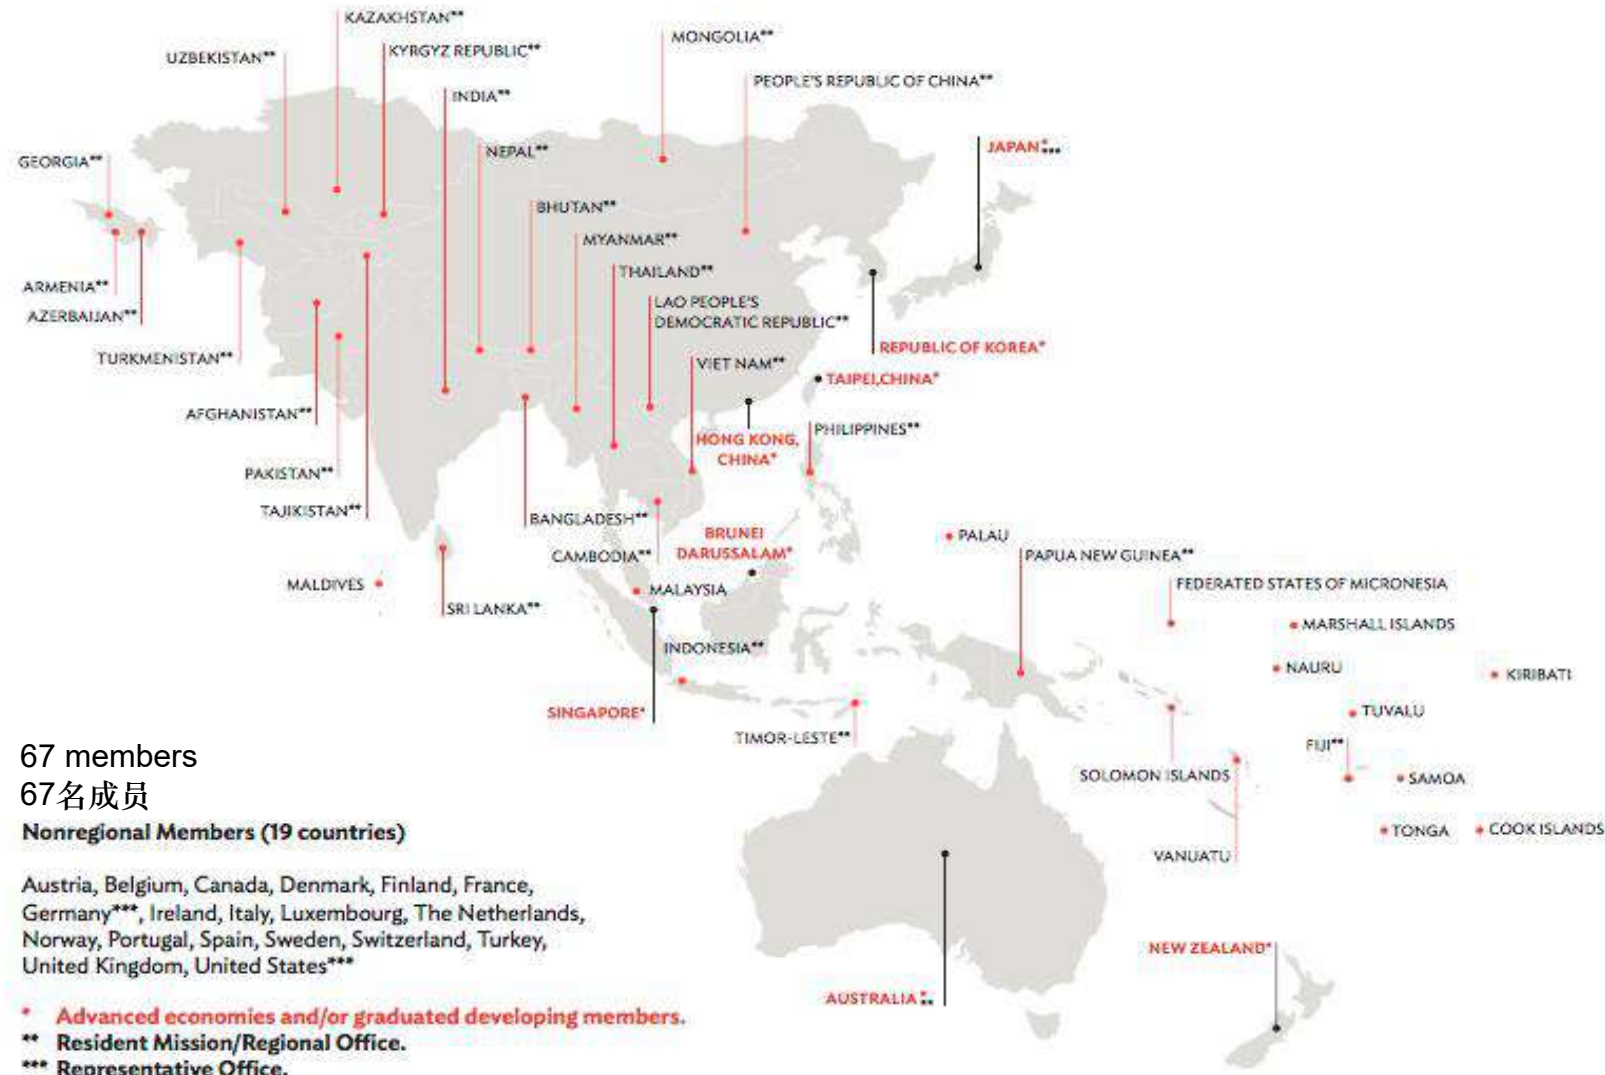 KAZAKHSTAN**
UZBEKISTAN**
KYRGYZ REPUBLIC**
MONGOLIA**
PEOPLE'S REPUBLIC OF CHINA**
INDIA**
GEORGIA**
NEPAL**
JAPAN*,***
BHUTAN**
MYANMAR**
THAILAND**
ARMENIA**
AZERBAIJAN**
LAO PEOPLE'S
DEMOCRATIC REPUBLIC**
TURKMENISTAN**
VIET NAM**
REPUBLIC OF KOREA*
TAIPEI,CHINA*
AFGHANISTAN**
HONG KONG,
CHINA*
PHILIPPINES**
PAKISTAN**
TAJIKISTAN**
BANGLADESH**
CAMBODIA**
BRUNEI
DARUSSALAM*
PALAU
PAPUA NEW GUINEA**
FEDERATED STATES OF MICRONESIA
MALDIVES
MALAYSIA
SRI LANKA**
MARSHALL ISLANDS
INDONESIA**
NAURU
KIRIBATI
SINGAPORE*
TUVALU
TIMOR-LESTE**
FIJI**
SOLOMON ISLANDS
SAMOA
TONGA
COOK ISLANDS
VANUATU
NEW ZEALAND*
AUSTRALIA*,**
67 members
67名成员
Nonregional Members (19 countries)
Austria, Belgium, Canada, Denmark, Finland, France,
Germany***, Ireland, Italy, Luxembourg, The Netherlands,
Norway, Portugal, Spain, Sweden, Switzerland, Turkey,
United Kingdom, United States***
* Advanced economies and/or graduated developing members.
** Resident Mission/Regional Office.
*** Representative Office.